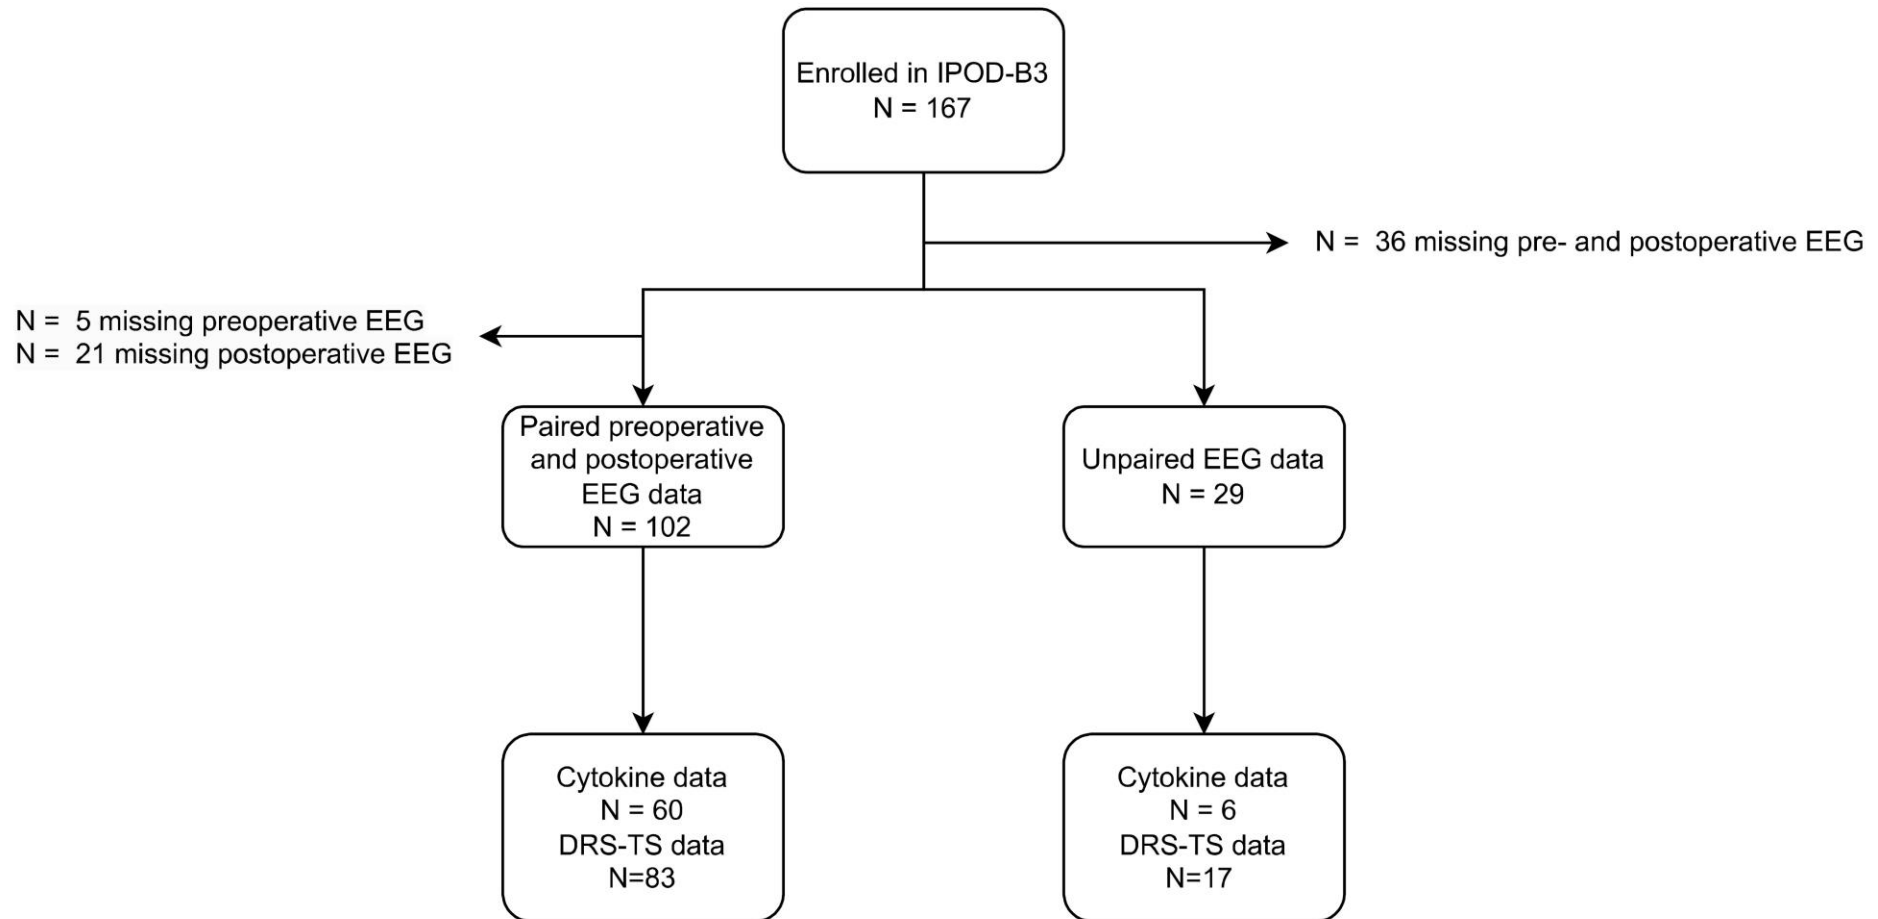 Enrolled in IPOD-B3
N = 167
N = 36 missing pre- and postoperative EEG
N = 5 missing preoperative EEG
N = 21 missing postoperative EEG
Paired preoperative
and postoperative
EEG data
N = 102
Unpaired EEG data
N = 29
Cytokine data
N = 60
DRS-TS data
N=83
Cytokine data
N = 6
DRS-TS data
N=17